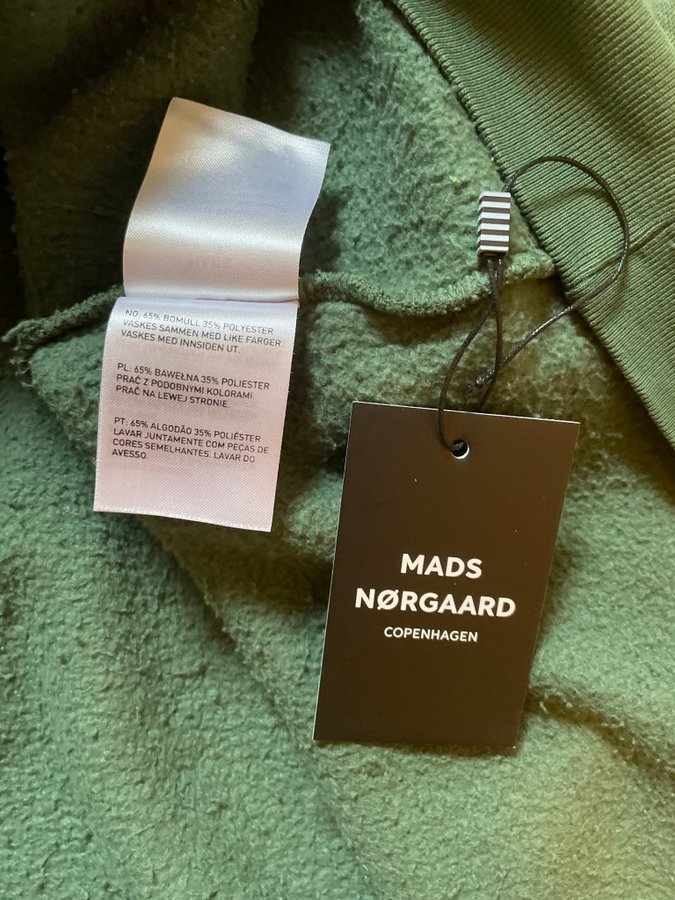 NO: 65% BOMULL 35% POLYESTER
VASKES SAMMEN MED LIKE FARGER
VASKES MED INNSIDEN UT.
PL: 65% BAWEŁNA 35% POLIESTER
PRAĆ Z PODOBNYMI KOLORAMI.
PRAĆ NA LEWEJ STRONIE.
PT: 65% ALGODÃO 35% POLIÉSTER
LAVAR JUNTAMENTE COM PEÇAS DE
CORES SEMELHANTES. LAVAR DO
AVESSO.
MADS
NØRGAARD
COPENHAGEN